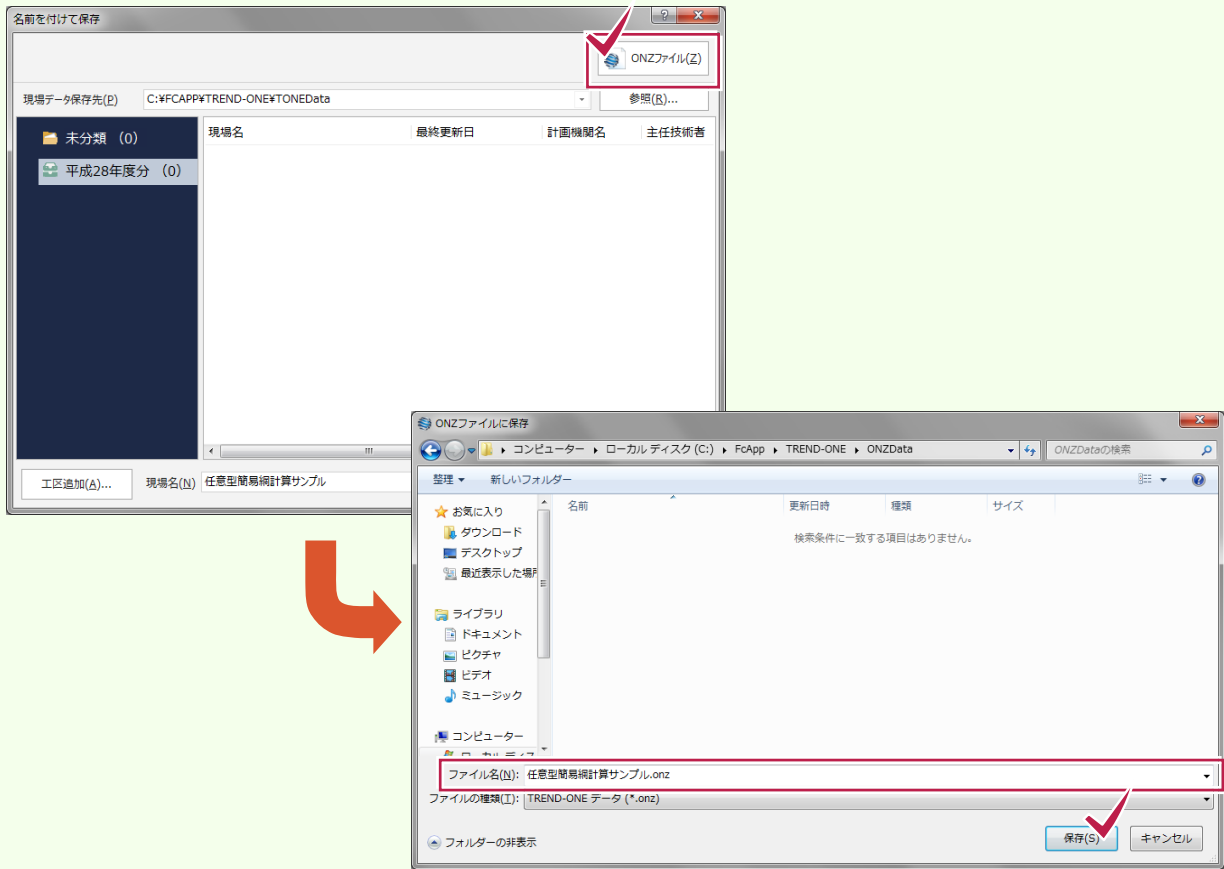 名前を付けて保存
ONZファイル(Z)
現場データ保存先(P) C:¥FCAPP¥TREND-ONE¥TONEData 参照(R)...
未分類 (0)
平成28年度分 (0)
現場名 最終更新日 計画機関名 主任技術者
工区追加(A)... 現場名(N) 任意型簡易網計算サンプル
ONZファイルに保存
コンピューター ローカル ディスク (C:) FcApp TREND-ONE ONZData ONZDataの検索
整理 新しいフォルダー
お気に入り
ダウンロード
デスクトップ
最近表示した場所
ライブラリ
ドキュメント
ピクチャ
ビデオ
ミュージック
コンピューター
名前 更新日時 種類 サイズ
検索条件に一致する項目はありません。
ファイル名(N): 任意型簡易網計算サンプル.onz
ファイルの種類(T): TREND-ONE データ (*.onz)
フォルダーの非表示 保存(S) キャンセル